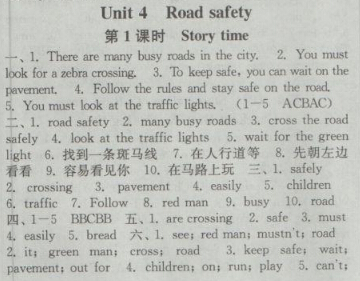 Unit 4 Road safety
第 1 课时 Story time
一、1. There are many busy roads in the city. 2. You must
look for a zebra crossing. 3. To keep safe, you can wait on the
pavement. 4. Follow the rules and stay safe on the road.
5. You must look at the traffic lights. (1—5 ACBAC)
二、1. road safety 2. many busy roads 3. cross the road
safely 4. look at the traffic lights 5. wait for the green
light 6. 找到一条斑马线 7. 在人行道等 8. 先朝左边
看看 9. 容易看见你 10. 在马路上玩 三、1. safely
2. crossing 3. pavement 4. easily 5. children
6. traffic 7. Follow 8. red man 9. busy 10. road
四、1—5 BBCBB 五、1. are crossing 2. safe 3. must
4. easily 5. bread 六、1. see; red man; mustn't; road
2. it; green man; cross; road 3. keep safe; wait;
pavement; out for 4. children; on; run; play 5. can't;